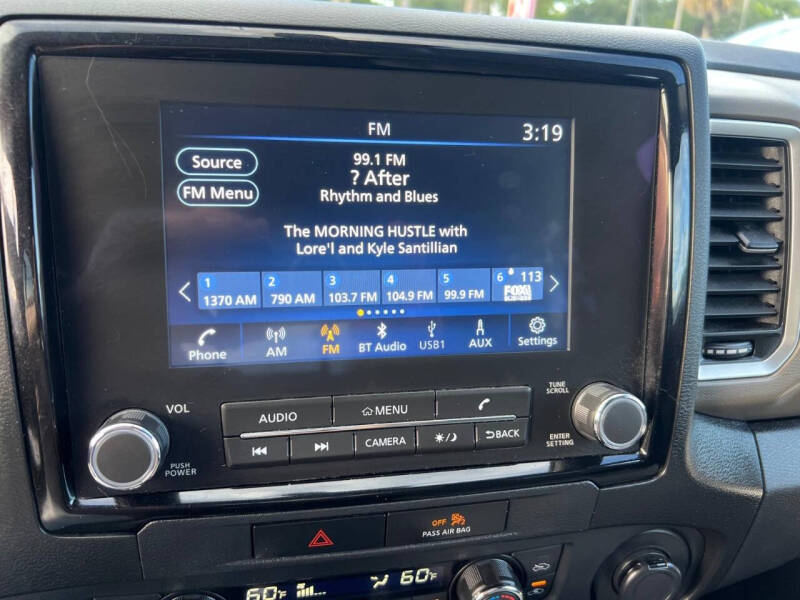 FM
3:19
Source
99.1 FM
? After
FM Menu
Rhythm and Blues
The MORNING HUSTLE with
Lore'l and Kyle Santillian
1
1370 AM
2
790 AM
3
103.7 FM
4
104.9 FM
5
99.9 FM
6
113
FOX
Phone
AM
FM
BT Audio
USB1
AUX
Settings
VOL
PUSH
POWER
AUDIO
MENU
CAMERA
BACK
TUNE
SCROLL
ENTER
SETTING
OFF
PASS AIR BAG
60°F
60°F